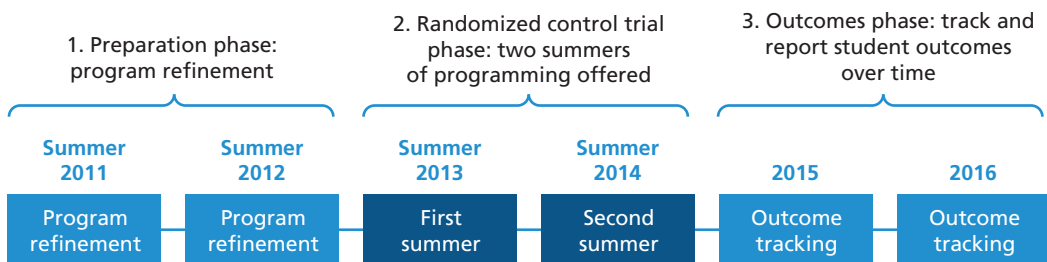 1. Preparation phase:
program refinement
2. Randomized control trial
phase: two summers
of programming offered
3. Outcomes phase: track and
report student outcomes
over time
Summer
2011
Summer
2012
Summer
2013
Summer
2014
2015
2016
Program
refinement
Program
refinement
First
summer
Second
summer
Outcome
tracking
Outcome
tracking